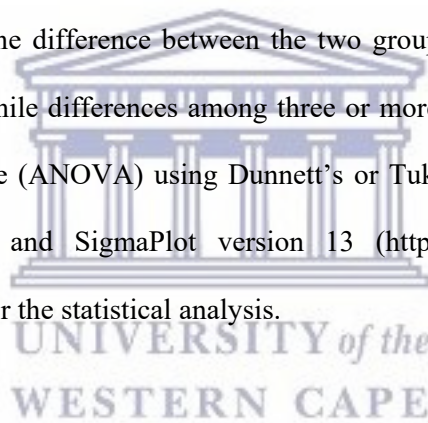 ne difference between the two group
hile differences among three or more
e (ANOVA) using Dunnett’s or Tuk
and SigmaPlot version 13 (http
r the statistical analysis.
UNIVERSITY of the
WESTERN CAPE